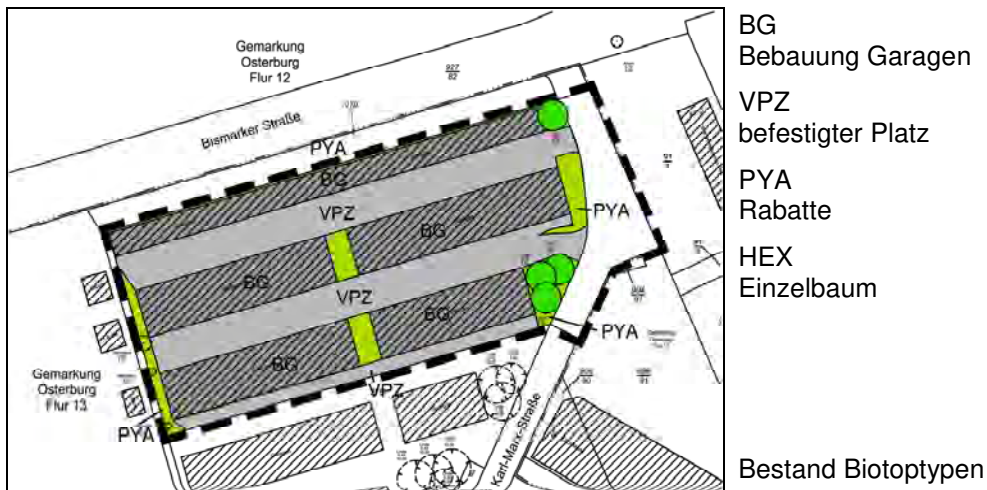 Gemarkung
Osterburg
Flur 12
Bismarker Straße
PYA
BG
VPZ
PYA
BG
BG
VPZ
BG
BG
PYA
VPZ
Gemarkung
Osterburg
Flur 13
PYA
Karl-Marx-Straße
BG
Bebauung Garagen
VPZ
befestigter Platz
PYA
Rabatte
HEX
Einzelbaum
Bestand Biotoptypen